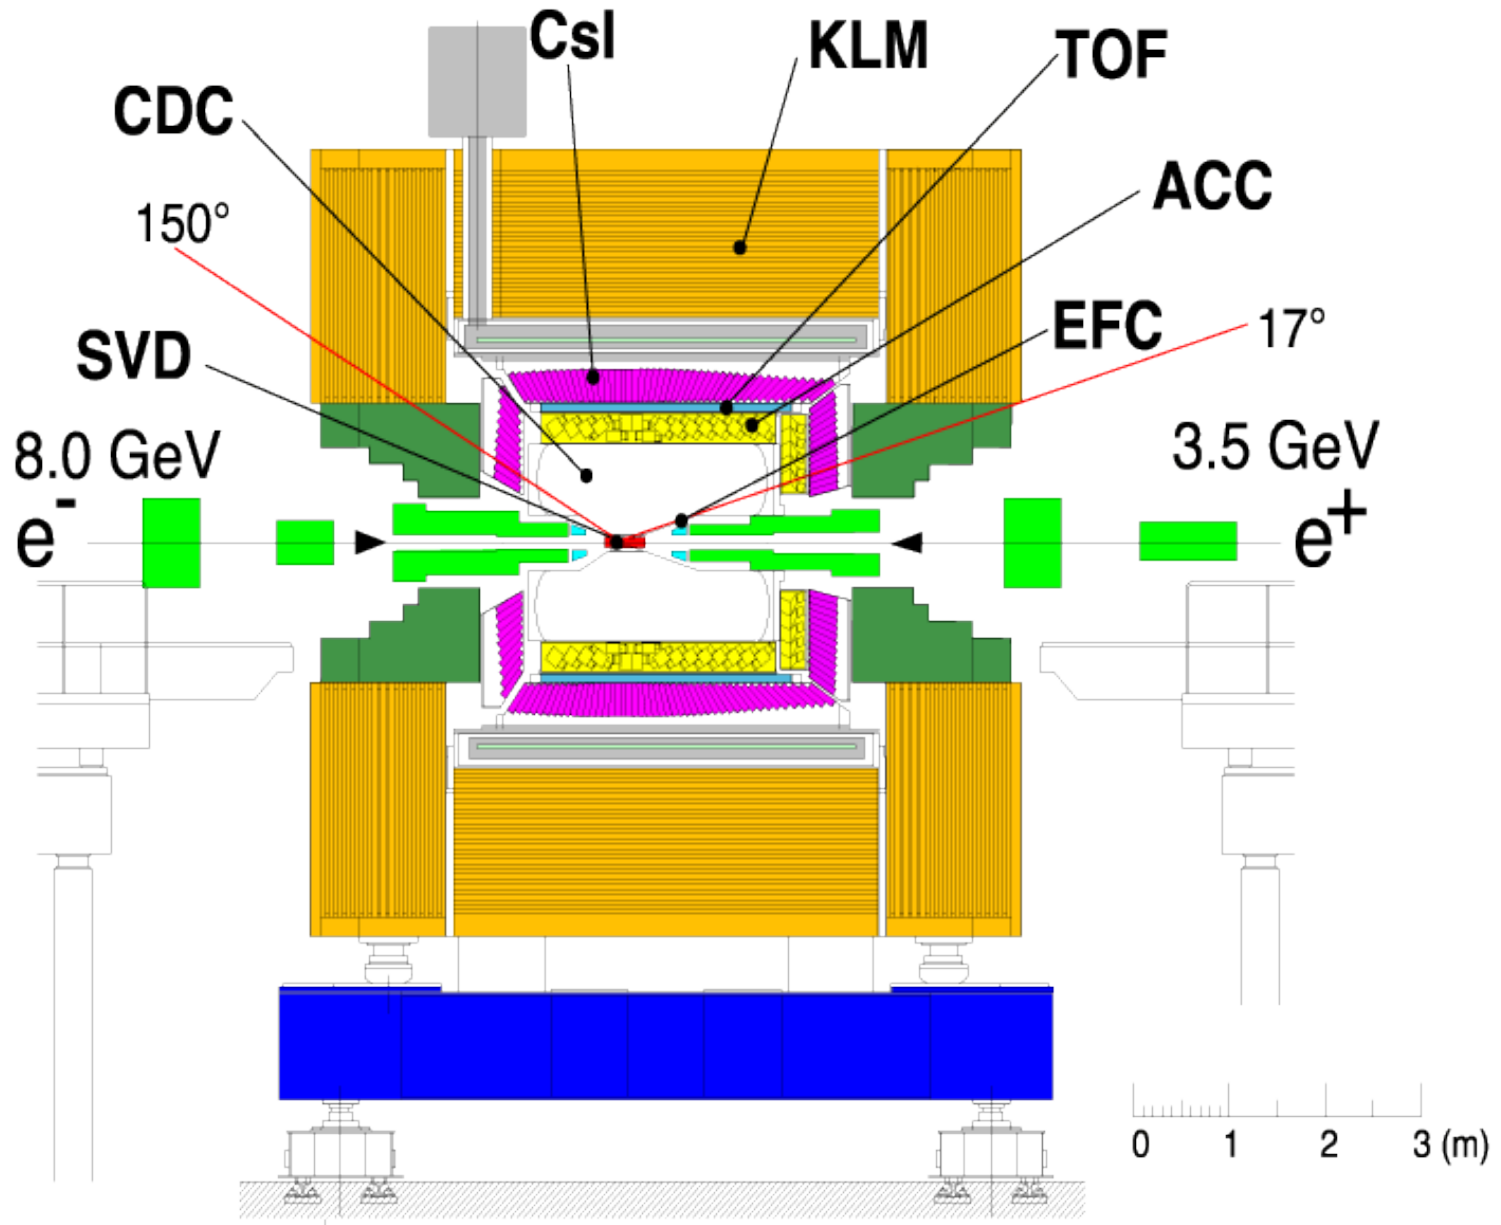 CsI
KLM
TOF
CDC
ACC
150°
SVD
EFC
17°
8.0 GeV
3.5 GeV
e-
e+
0 1 2 3 (m)